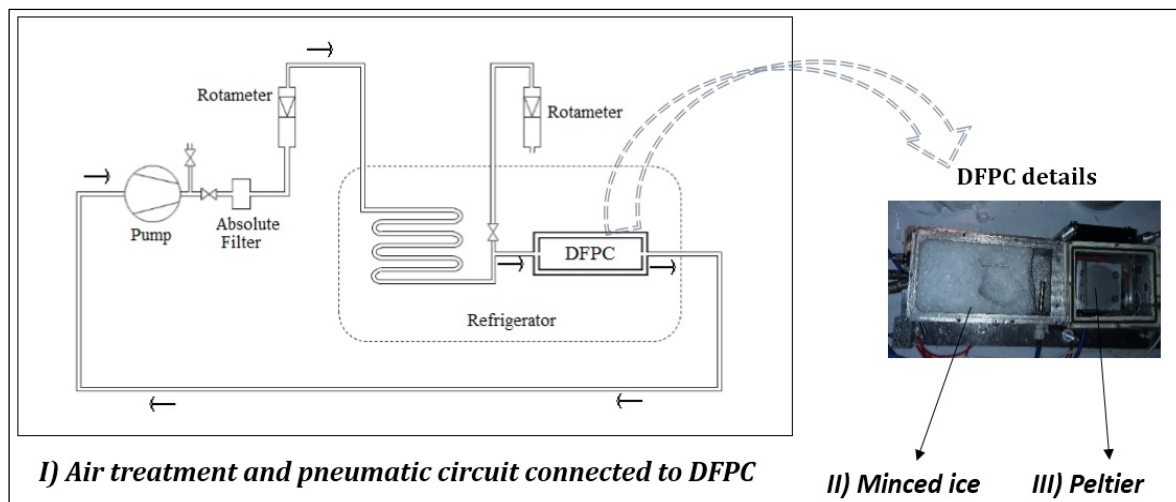 Rotameter
Rotameter
Pump
Absolute
Filter
DFPC
Refrigerator
DFPC details
I) Air treatment and pneumatic circuit connected to DFPC
II) Minced ice
III) Peltier